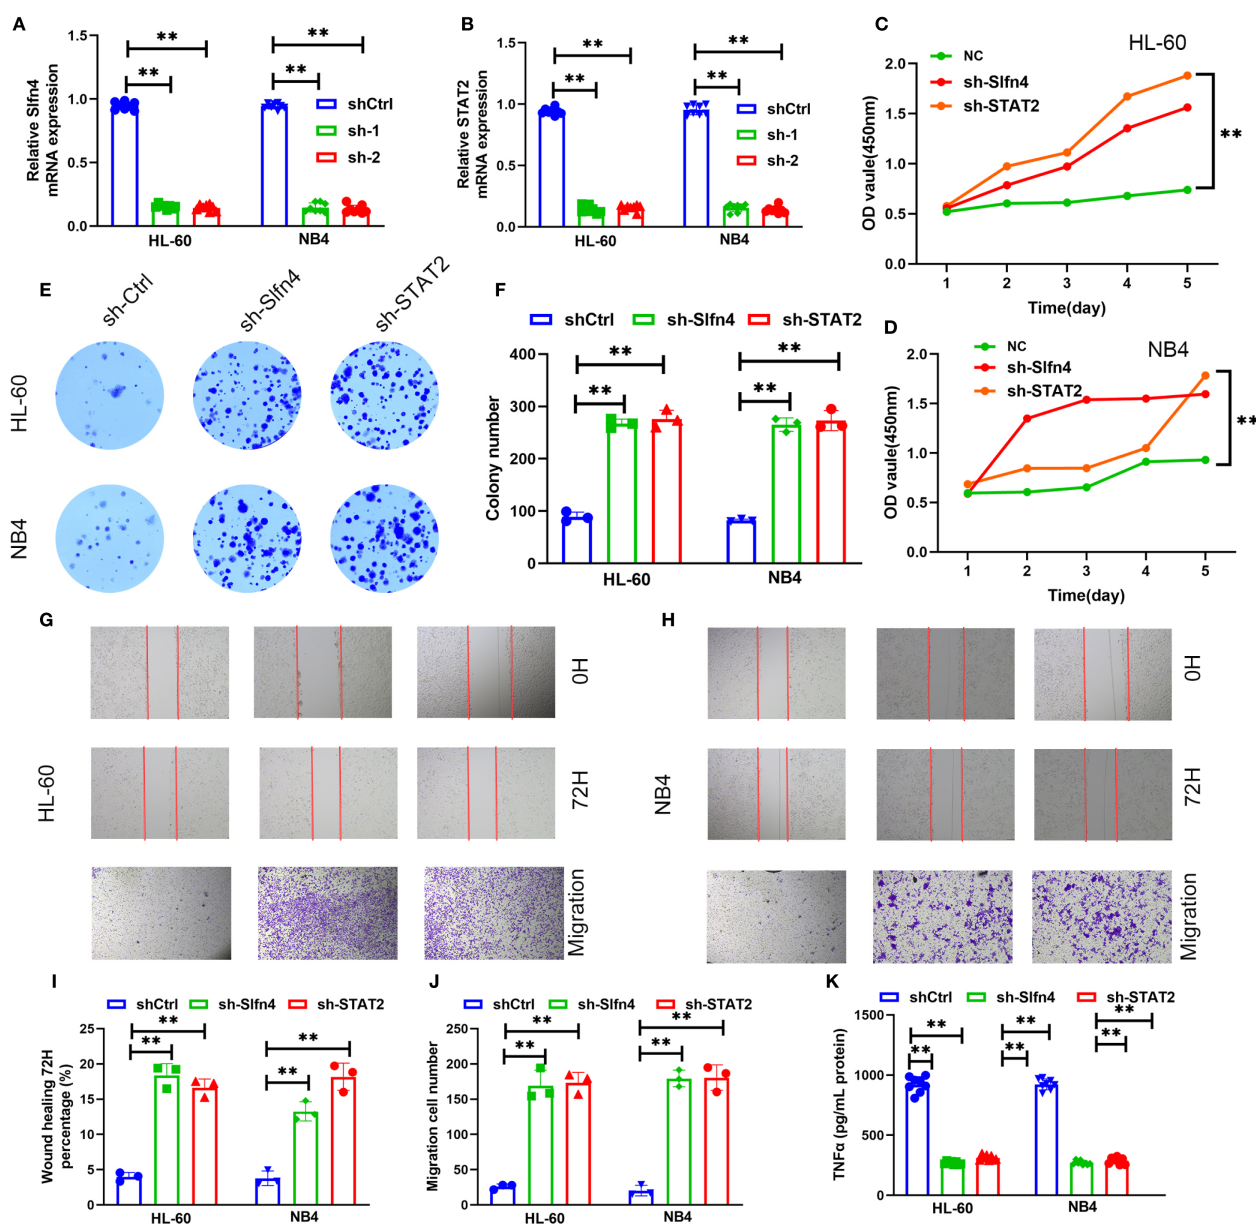 A
Relative Slfn4
mRNA expression
1.5
1.0
0.5
0.0
**
**
**
**
shCtrl
sh-1
sh-2
HL-60
NB4
B
Relative STAT2
mRNA expression
1.5
1.0
0.5
0.0
**
**
**
**
shCtrl
sh-1
sh-2
HL-60
NB4
C
HL-60
NC
sh-Slfn4
sh-STAT2
OD vaule(450nm)
2.0
1.5
1.0
0.5
0.0
**
1 2 3 4 5
Time(day)
D
NB4
NC
sh-Slfn4
sh-STAT2
OD vaule(450nm)
2.0
1.5
1.0
0.5
0.0
**
1 2 3 4 5
Time(day)
E
sh-Ctrl
sh-Slfn4
sh-STAT2
HL-60
NB4
F
shCtrl sh-Slfn4 sh-STAT2
Colony number
400
300
200
100
0
**
**
**
**
HL-60
NB4
G
HL-60
0H
72H
Migration
H
NB4
0H
72H
Migration
I
shCtrl sh-Slfn4 sh-STAT2
Wound healing 72H
percentage (%)
25
20
15
10
5
0
**
**
**
**
HL-60
NB4
J
shCtrl sh-Slfn4 sh-STAT2
Migration cell number
250
200
150
100
50
0
**
**
**
**
HL-60
NB4
K
shCtrl sh-Slfn4 sh-STAT2
TNFα (pg/mL protein)
1500
1000
500
0
**
**
**
**
**
**
HL-60
NB4